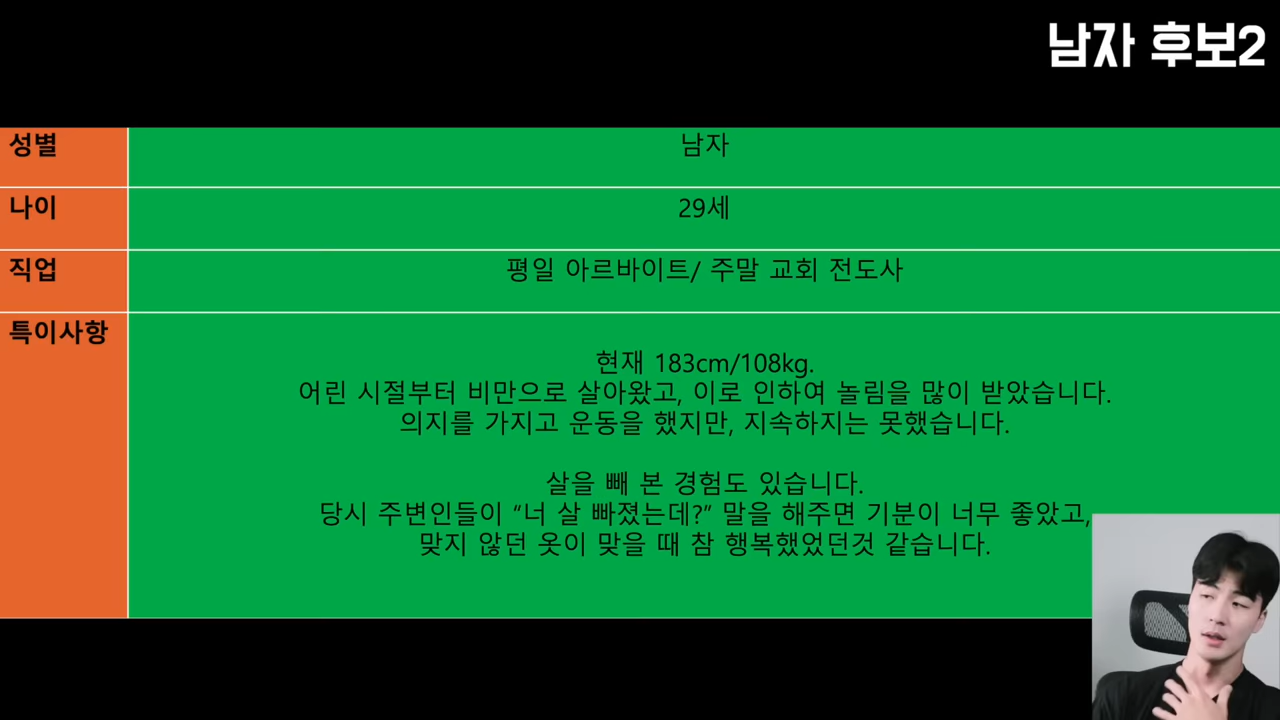 남자 후보2
성별 남자
나이 29세
직업 평일 아르바이트/ 주말 교회 전도사
특이사항
현재 183cm/108kg.
어린 시절부터 비만으로 살아왔고, 이로 인하여 놀림을 많이 받았습니다.
의지를 가지고 운동을 했지만, 지속하지는 못했습니다.
살을 빼 본 경험도 있습니다.
당시 주변인들이 “너 살 빠졌는데?” 말을 해주면 기분이 너무 좋았고,
맞지 않던 옷이 맞을 때 참 행복했었던것 같습니다.